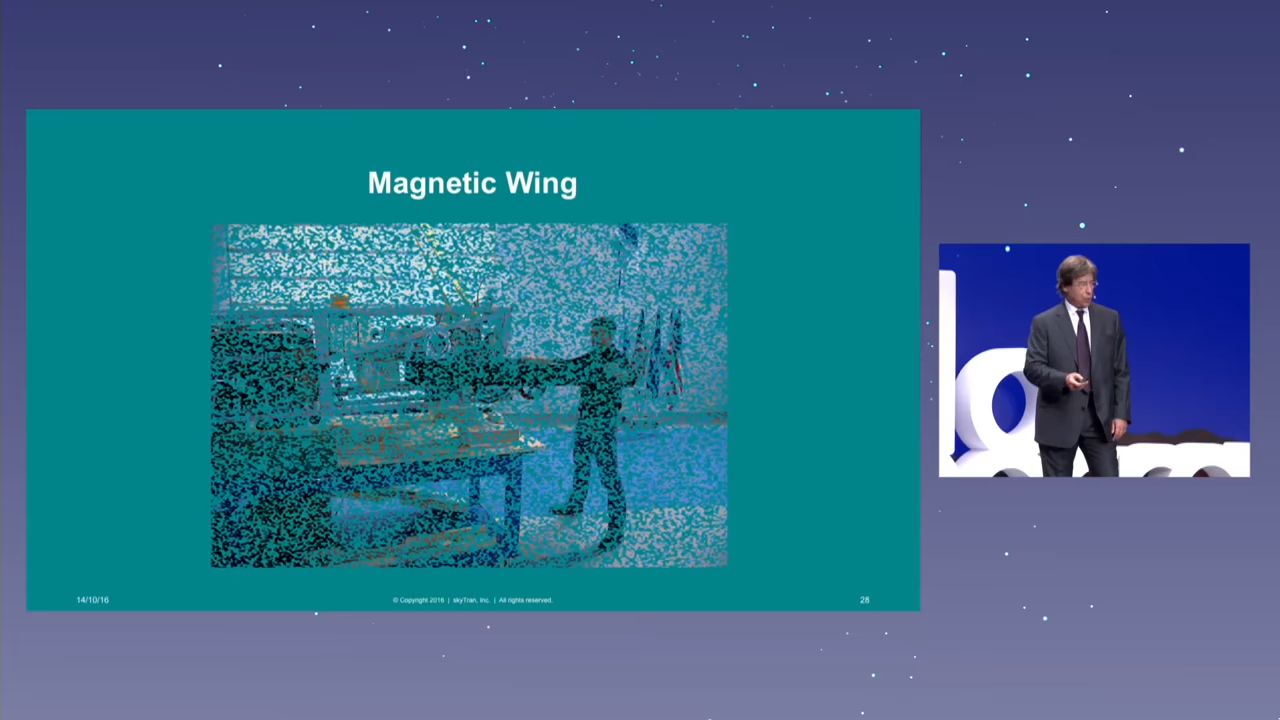 Magnetic Wing
14/10/16
© Copyright 2016 | skyTran, Inc. | All rights reserved.
28